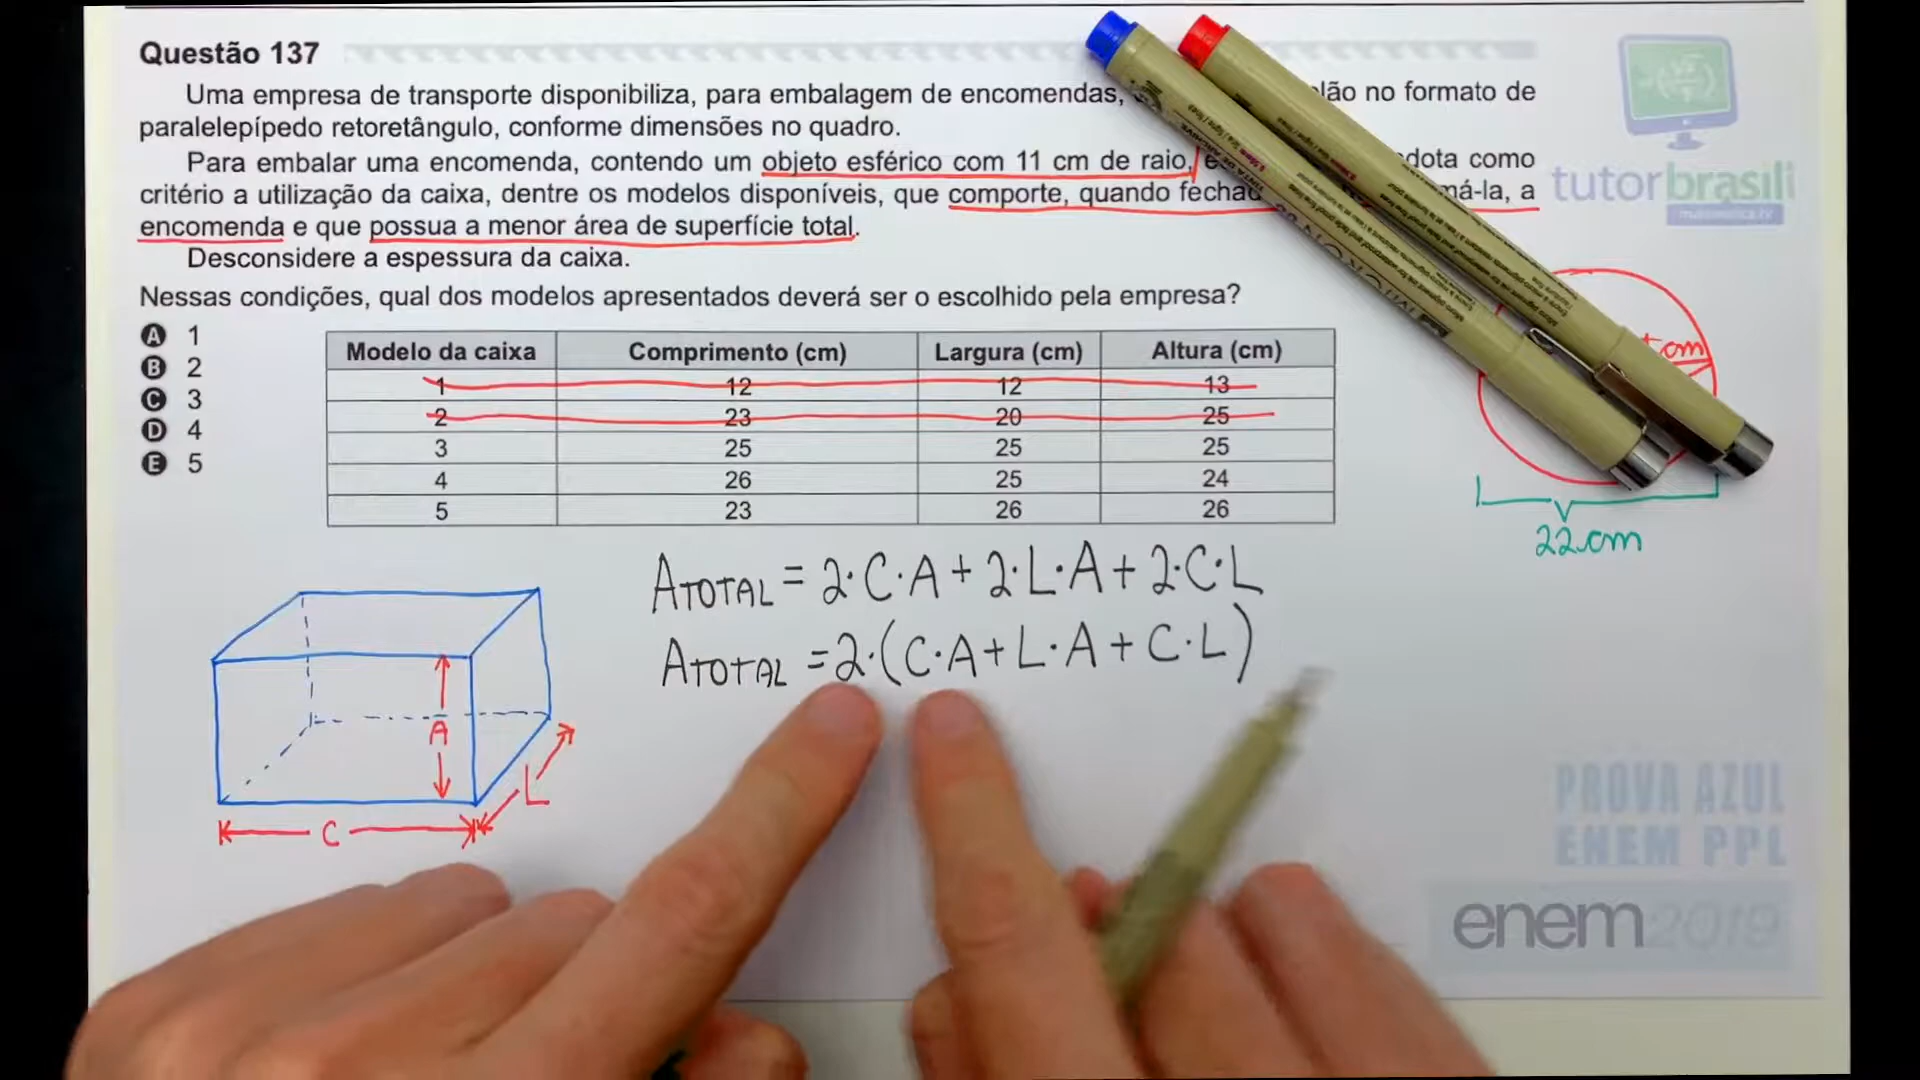 Questão 137
Uma empresa de transporte disponibiliza, para embalagem de encomendas, lão no formato de
paralelepípedo retoretângulo, conforme dimensões no quadro.
Para embalar uma encomenda, contendo um objeto esférico com 11 cm de raio, e dota como
critério a utilização da caixa, dentre os modelos disponíveis, que comporte, quando fechad má-la, a
encomenda e que possua a menor área de superfície total.
Desconsidere a espessura da caixa.
Nessas condições, qual dos modelos apresentados deverá ser o escolhido pela empresa?
A 1
B 2
C 3
D 4
E 5
Modelo da caixa Comprimento (cm) Largura (cm) Altura (cm)
1 12 12 13
2 23 20 25
3 25 25 25
4 26 25 24
5 23 26 26
tutorbrasil
matematica.tv
cm
22cm
ATOTAL = 2·C·A + 2·L·A + 2·C·L
ATOTAL = 2·(C·A + L·A + C·L)
A
L
C
PROVA AZUL
ENEM PPL
enem2019